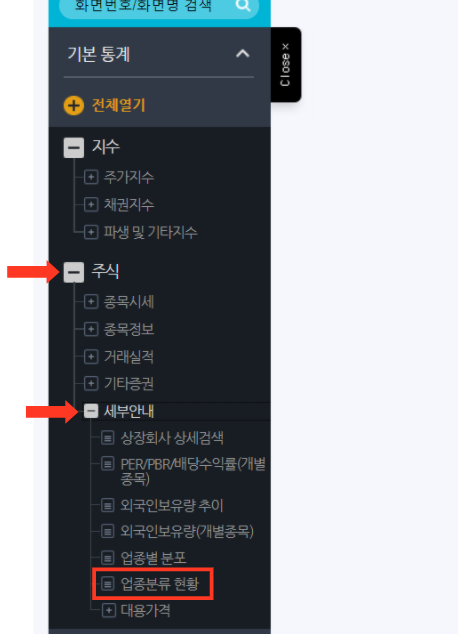 화면번호/화면명 검색
기본 통계
Close ×
전체열기
지수
주가지수
채권지수
파생 및 기타지수
주식
종목시세
종목정보
거래실적
기타증권
세부안내
상장회사 상세검색
PER/PBR/배당수익률(개별
종목)
외국인보유량 추이
외국인보유량(개별종목)
업종별 분포
업종분류 현황
대용가격